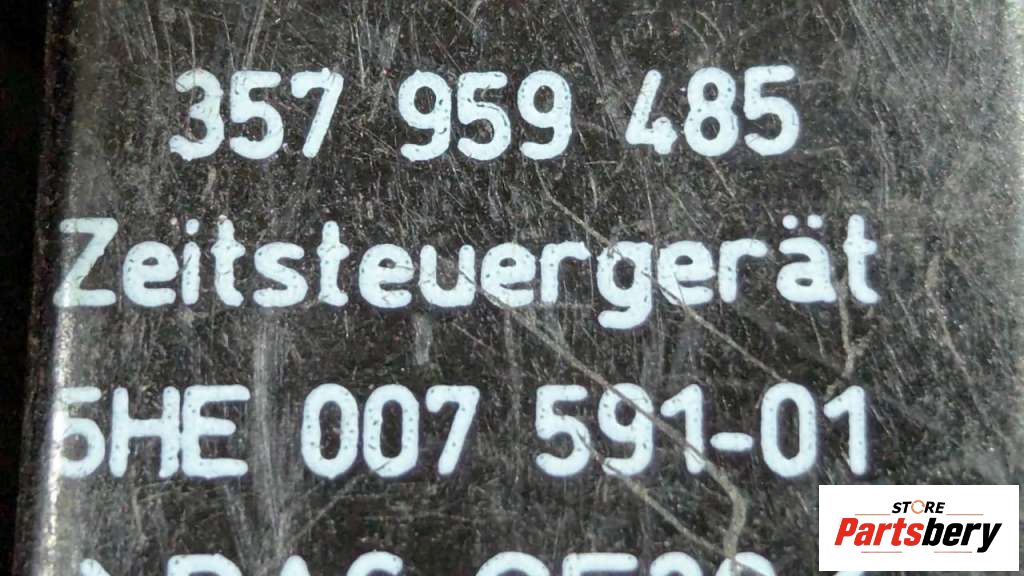 357 959 485
Zeitsteuergerät
5HE 007 591-01
STORE
Partsbery